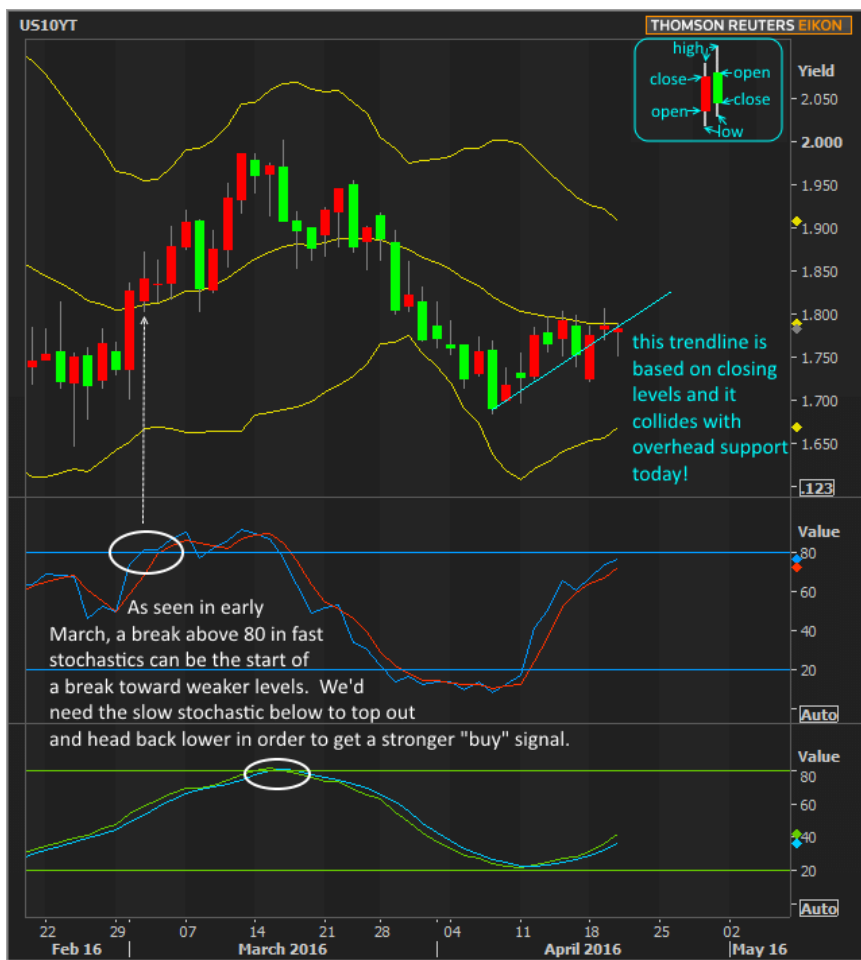 US10YT
THOMSON REUTERS EIKON
high
close
open
open
close
low
Yield
2.050
2.000
1.950
1.900
1.850
1.800
1.750
1.700
1.650
.123
this trendline is
based on closing
levels and it
collides with
overhead support
today!
Value
80
60
40
20
Auto
As seen in early
March, a break above 80 in fast
stochastics can be the start of
a break toward weaker levels.  We'd
need the slow stochastic below to top out
and head back lower in order to get a stronger "buy" signal.
Value
80
60
40
20
Auto
22 29 07 14 21 28 04 11 18 25 02
Feb 16 March 2016 April 2016 May 16